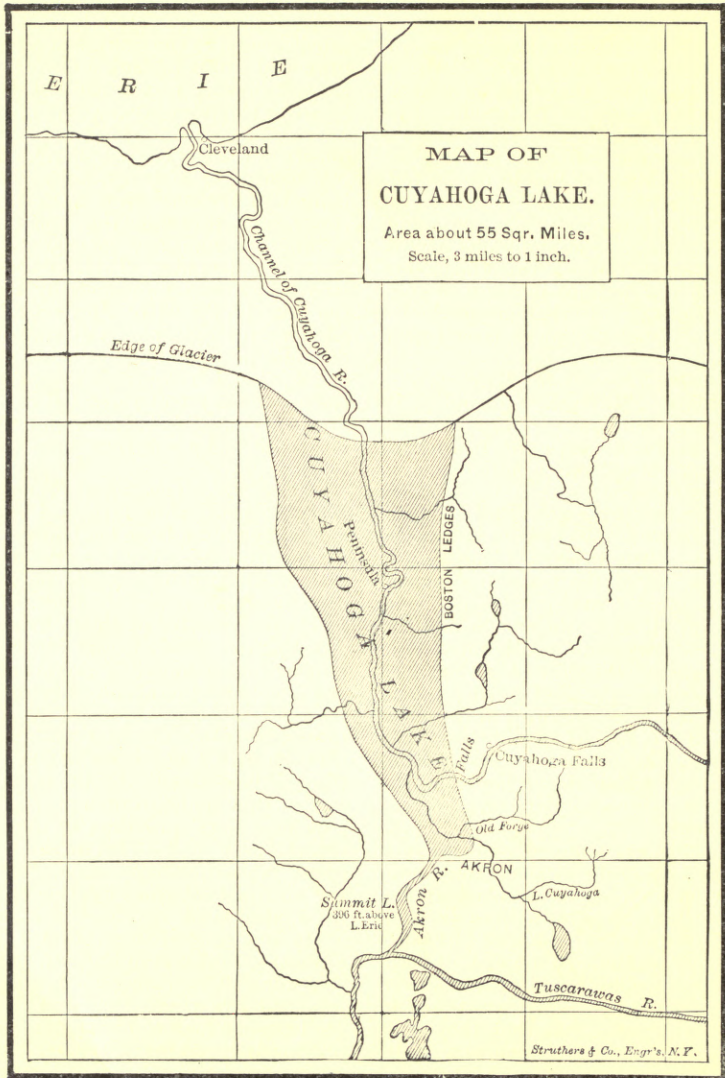 ERIE
Cleveland
MAP OF
CUYAHOGA LAKE.
Area about 55 Sqr. Miles.
Scale, 3 miles to 1 inch.
Channel of Cuyahoga R.
Edge of Glacier
CUYAHOGA LAKE
Peninsula
BOSTON LEDGES
Falls
Cuyahoga Falls
Old Forge
AKRON
L. Cuyahoga
Akron R.
Summit L.
396 ft. above
L. Erie
Tuscarawas R.
Struthers & Co., Engr's. N.Y.